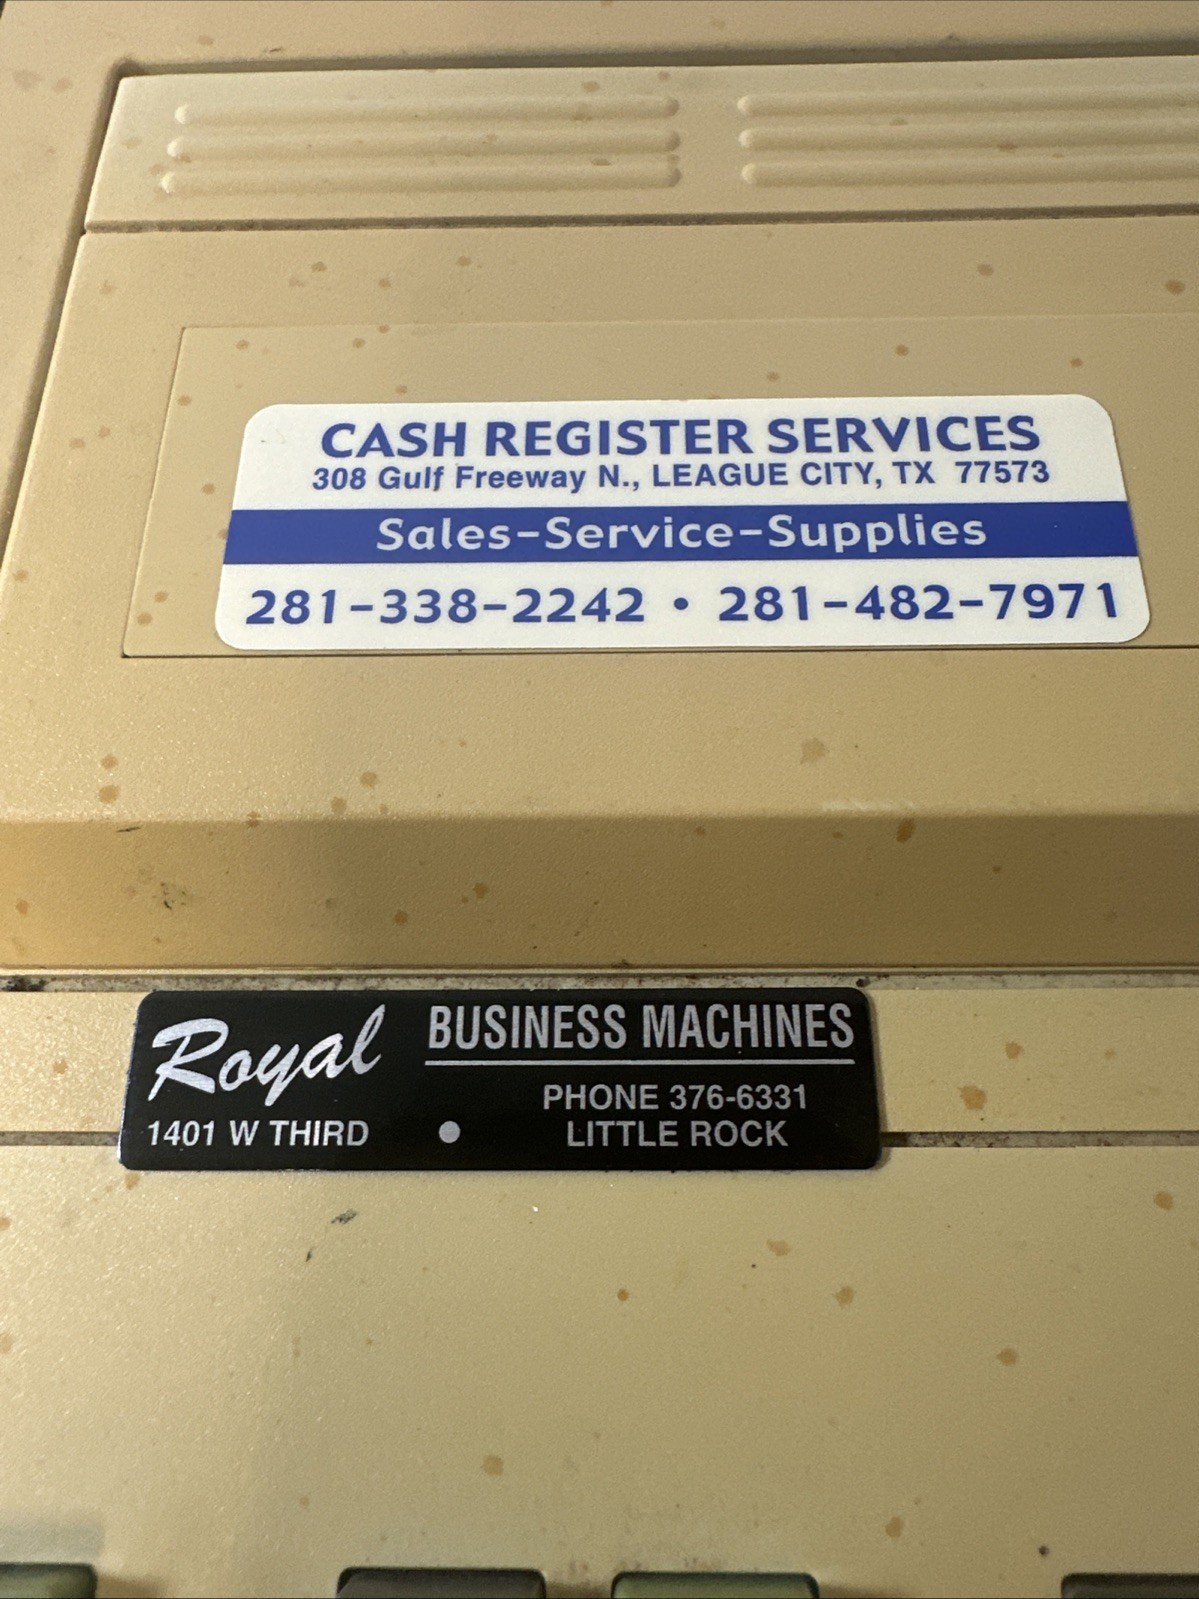 CASH REGISTER SERVICES
308 Gulf Freeway N., LEAGUE CITY, TX 77573
Sales-Service-Supplies
281-338-2242 • 281-482-7971
Royal BUSINESS MACHINES
PHONE 376-6331
1401 W THIRD • LITTLE ROCK